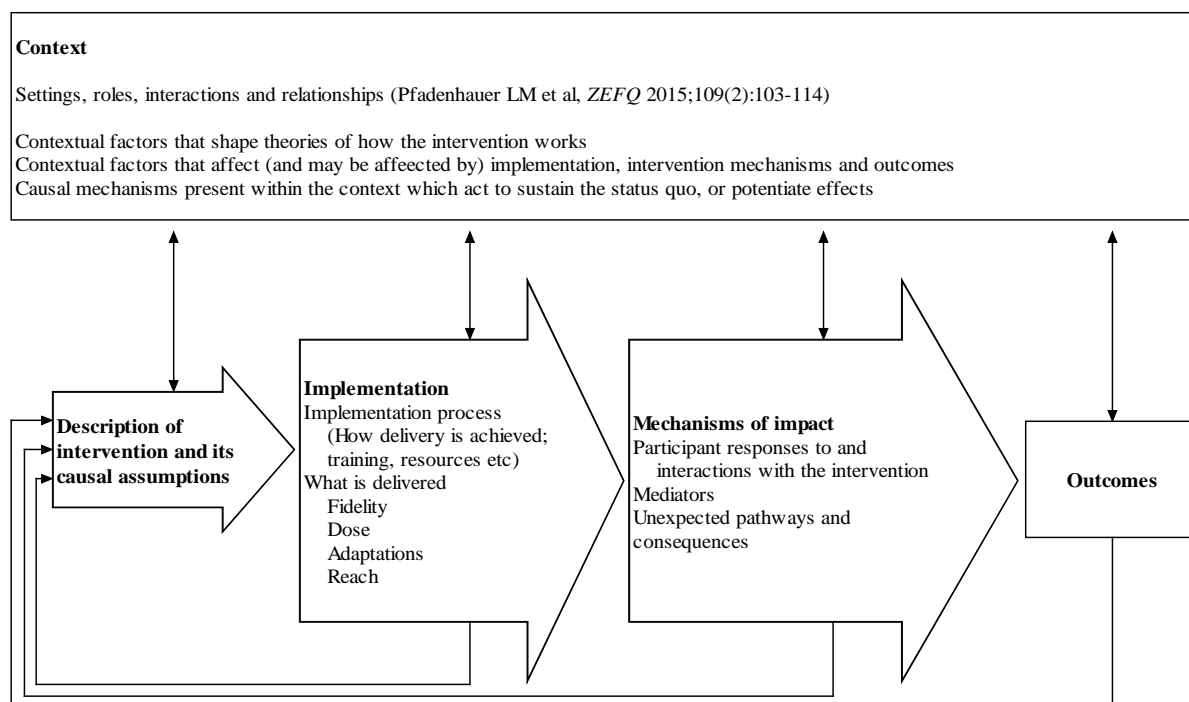 Context
Settings, roles, interactions and relationships (Pfadenhauer LM et al, ZEFQ 2015;109(2):103-114)
Contextual factors that shape theories of how the intervention works
Contextual factors that affect (and may be affeected by) implementation, intervention mechanisms and outcomes
Causal mechanisms present within the context which act to sustain the status quo, or potentiate effects
Description of
intervention and its
causal assumptions
Implementation
Implementation process
(How delivery is achieved;
training, resources etc)
What is delivered
Fidelity
Dose
Adaptations
Reach
Mechanisms of impact
Participant responses to and
interactions with the intervention
Mediators
Unexpected pathways and
consequences
Outcomes